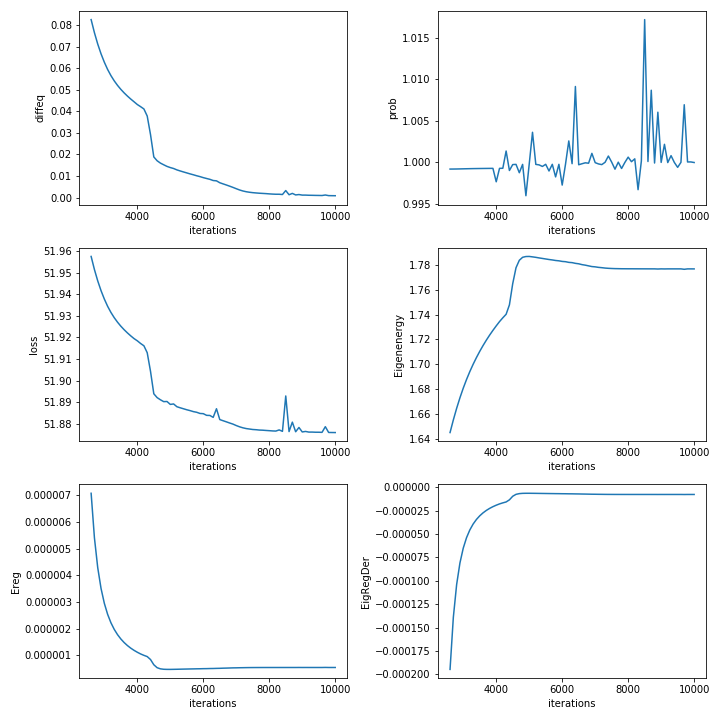 0.08
0.07
0.06
0.05
0.04
0.03
0.02
0.01
0.00
diffeq
4000 6000 8000 10000
iterations
1.015
1.010
1.005
1.000
0.995
prob
4000 6000 8000 10000
iterations
51.96
51.95
51.94
51.93
51.92
51.91
51.90
51.89
51.88
loss
4000 6000 8000 10000
iterations
1.78
1.76
1.74
1.72
1.70
1.68
1.66
1.64
Eigenenergy
4000 6000 8000 10000
iterations
0.000007
0.000006
0.000005
0.000004
0.000003
0.000002
0.000001
Ereg
4000 6000 8000 10000
iterations
0.000000
−0.000025
−0.000050
−0.000075
−0.000100
−0.000125
−0.000150
−0.000175
−0.000200
EigRegDer
4000 6000 8000 10000
iterations